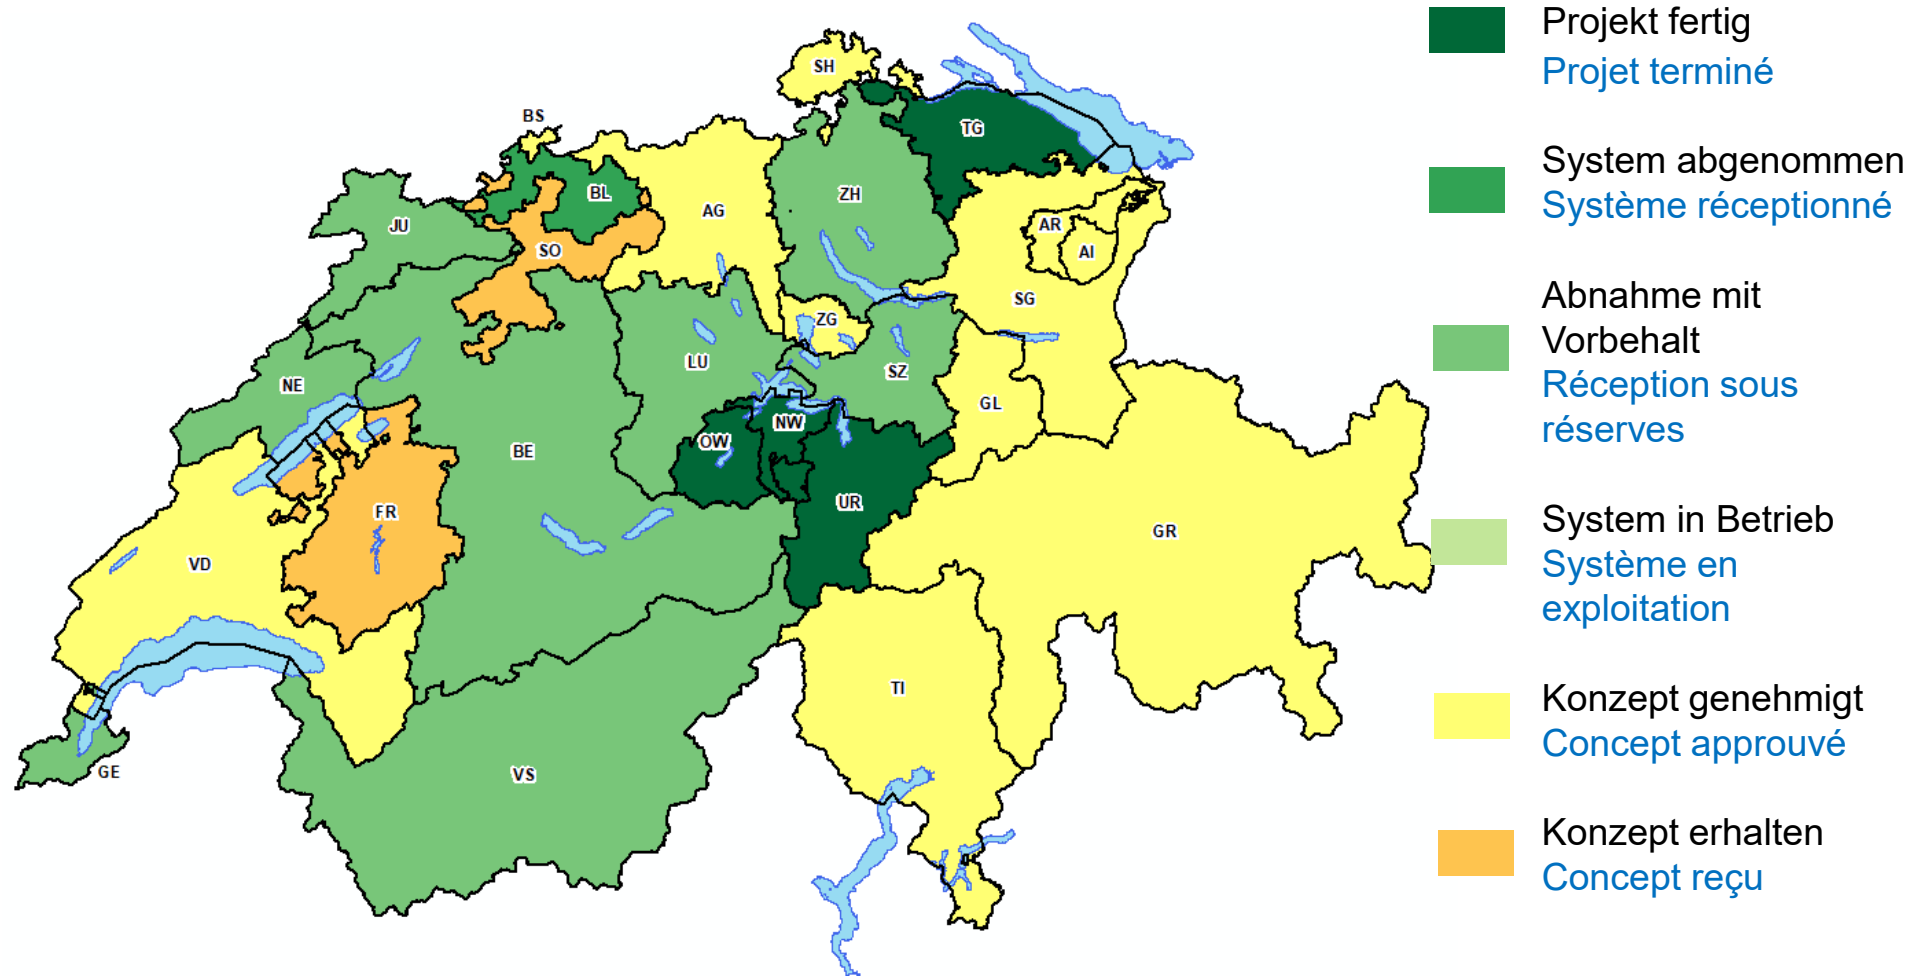 SH
BS
TG
BL
ZH
AG
JU
AR
SO
AI
SG
ZG
LU
SZ
NE
GL
NW
OW
BE
UR
FR
GR
VD
TI
GE
VS
Projekt fertig
Projet terminé
System abgenommen
Système réceptionné
Abnahme mit
Vorbehalt
Réception sous
réserves
System in Betrieb
Système en
exploitation
Konzept genehmigt
Concept approuvé
Konzept erhalten
Concept reçu